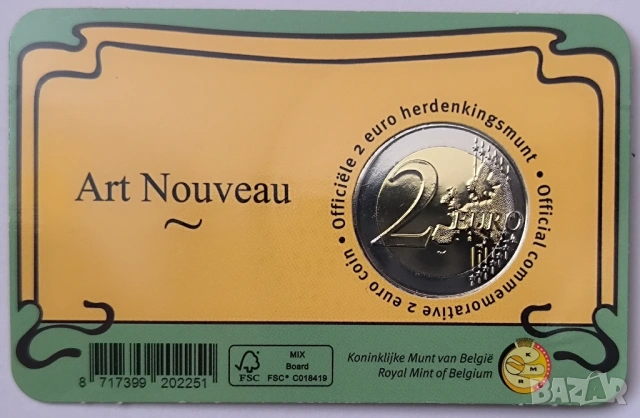 Art Nouveau
~
• Officiële 2 euro herdenkingsmunt •
Official commemorative 2 euro coin
2 EURO
8 717399 202251
FSC
MIX
Board
FSC® C018419
Koninklijke Munt van België
Royal Mint of Belgium
K M R B
BAZAR